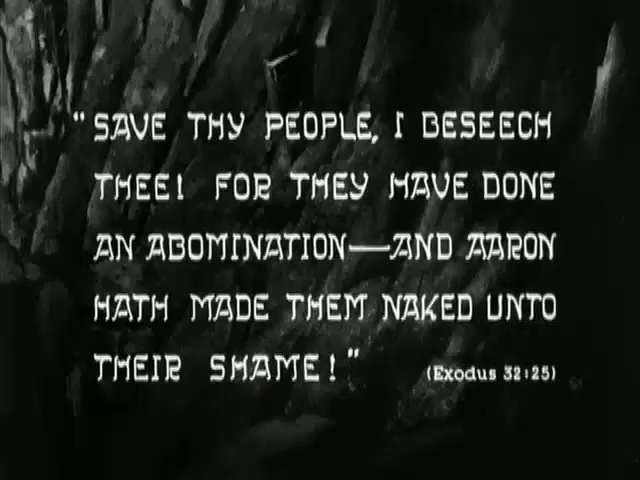 "SAVE THY PEOPLE, I BESEECH
THEE! FOR THEY HAVE DONE
AN ABOMINATION—AND AARON
HATH MADE THEM NAKED UNTO
THEIR SHAME!" (Exodus 32:25)